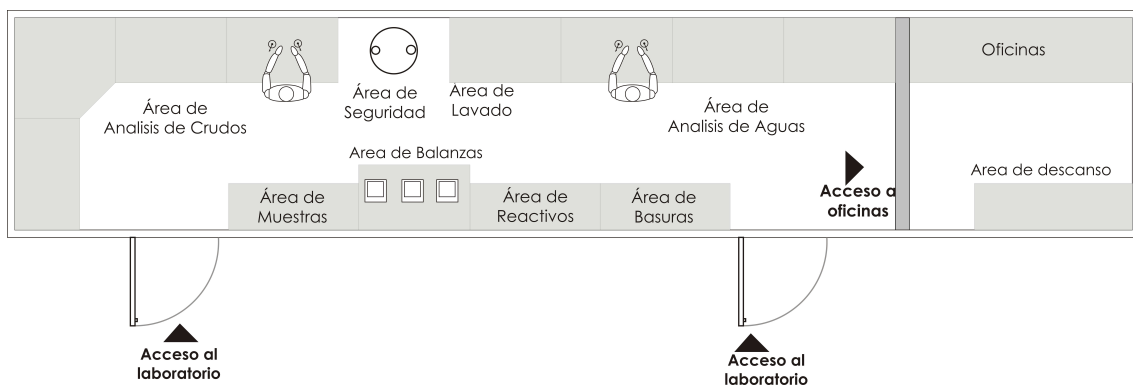 Oficinas
Área de
Seguridad
Área de
Lavado
Área de
Analisis de Crudos
Área de
Analisis de Aguas
Area de Balanzas
Area de descanso
Área de
Muestras
Área de
Reactivos
Área de
Basuras
Acceso a
oficinas
Acceso al
laboratorio
Acceso al
laboratorio